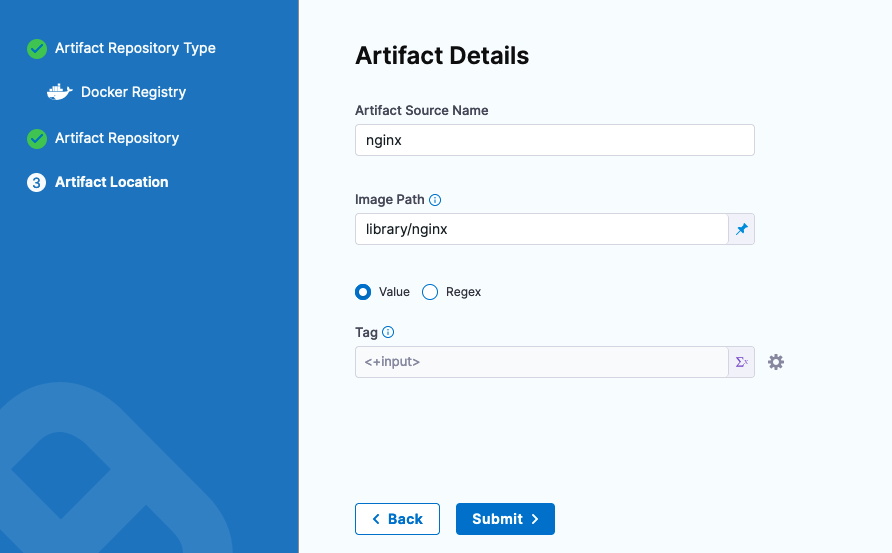 Artifact Repository Type
Docker Registry
Artifact Repository
3 Artifact Location
Artifact Details
Artifact Source Name
nginx
Image Path
library/nginx
Value Regex
Tag
<+input>
Σx
Back Submit